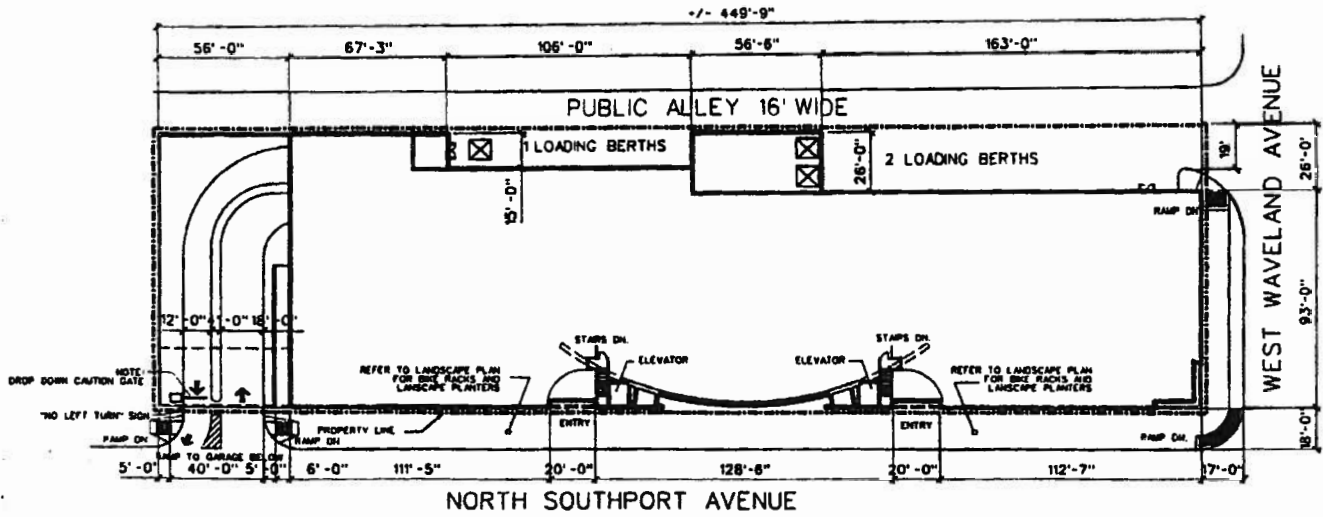 +/- 449'-9"
56'-0"
67'-3"
106'-0"
56'-6"
163'-0"
PUBLIC ALLEY 16' WIDE
1 LOADING BERTHS
2 LOADING BERTHS
15'-0"
26'-0"
19'
26'-0"
93'-0"
18'-0"
WEST WAVELAND AVENUE
RAMP DN
12'-0"
4'-0"
18'-0"
NOTE:
DROP DOWN CAUTION GATE
"NO LEFT TURN" SIGN
RAMP DN
RAMP DN
RAMP TO GARAGE BELOW
PROPERTY LINE
REFER TO LANDSCAPE PLAN
FOR BIKE RACKS AND
LANSCAPE PLANTERS
STAIRS DN.
ELEVATOR
ENTRY
ELEVATOR
STAIRS DN.
ENTRY
REFER TO LANDSCAPE PLAN
FOR BIKE RACKS AND
LANSCAPE PLANTERS
RAMP DN.
5'-0"
40'-0"
5'-0"
6'-0"
111'-5"
20'-0"
128'-6"
20'-0"
112'-7"
17'-0"
NORTH SOUTHPORT AVENUE